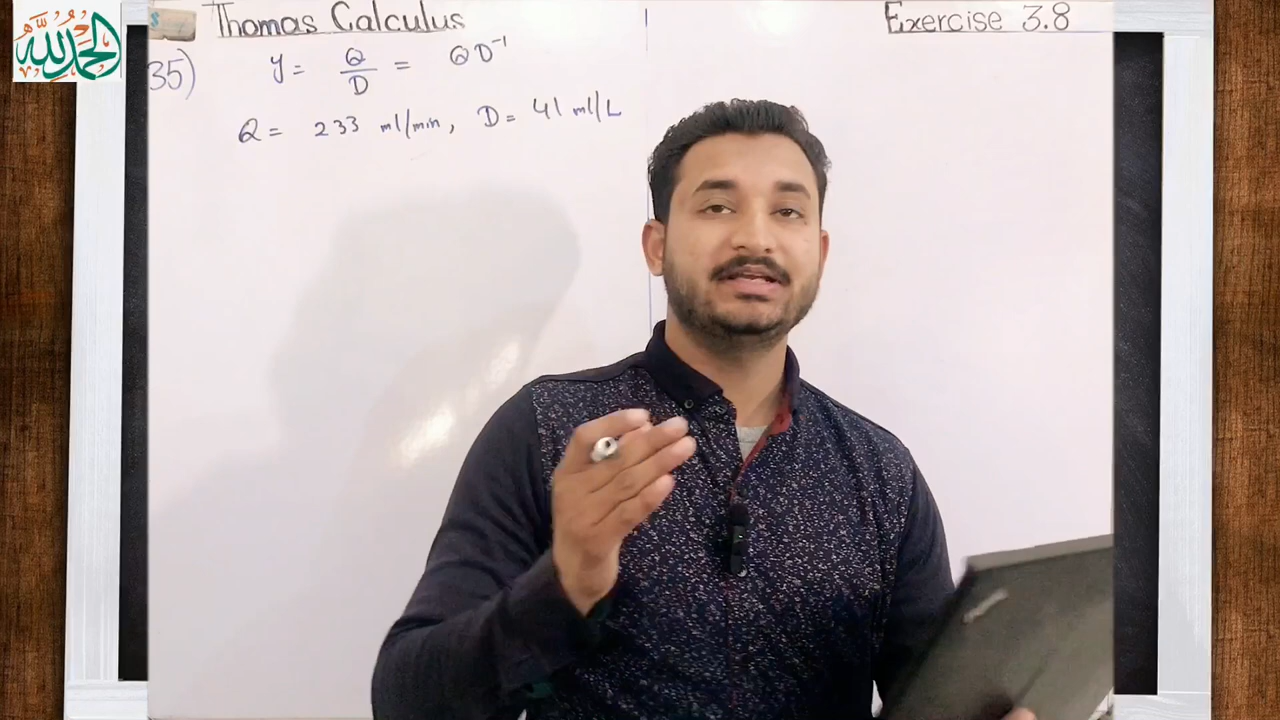 الحمد لله
Thomas Calculus
Exercise 3.8
35) y = Q/D = QD⁻¹
Q = 233 ml/min, D = 41 ml/L